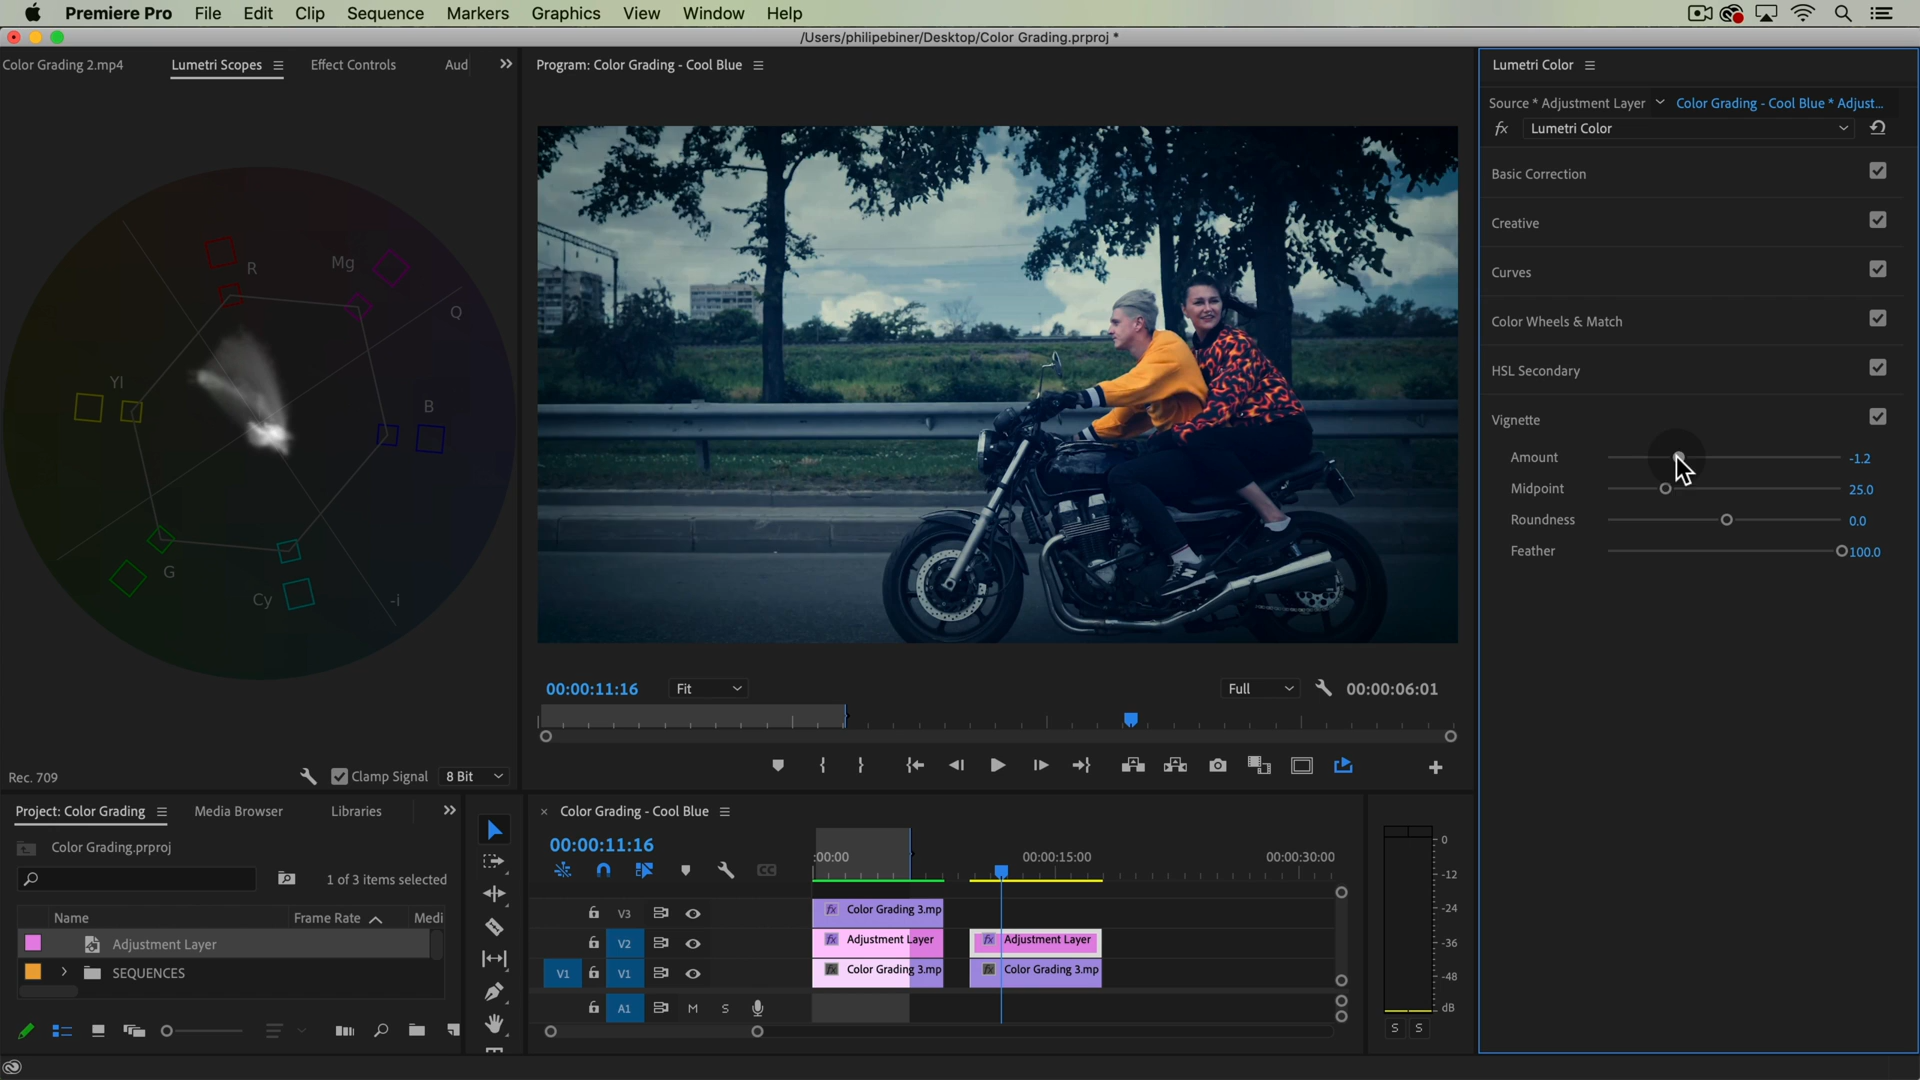 Premiere Pro File Edit Clip Sequence Markers Graphics View Window Help
/Users/philipebiner/Desktop/Color Grading.prproj *
Color Grading 2.mp4 Lumetri Scopes Effect Controls Aud
Program: Color Grading - Cool Blue
Lumetri Color
Source * Adjustment Layer Color Grading - Cool Blue * Adjust...
fx Lumetri Color
Basic Correction
Creative
Curves
Color Wheels & Match
HSL Secondary
Vignette
Amount -1.2
Midpoint 25.0
Roundness 0.0
Feather 100.0
R
Mg
Q
Yl
B
G
Cy
-i
00:00:11:16 Fit Full 00:00:06:01
Rec. 709 Clamp Signal 8 Bit
Project: Color Grading Media Browser Libraries
Color Grading.prproj
1 of 3 items selected
Name Frame Rate Medi
Adjustment Layer
SEQUENCES
× Color Grading - Cool Blue
00:00:11:16
:00:00 00:00:15:00 00:00:30:00
V3 fx Color Grading 3.mp
V2 fx Adjustment Layer fx Adjustment Layer
V1 V1 fx Color Grading 3.mp fx Color Grading 3.mp
A1 M S
0
-12
-24
-36
-48
dB
S S